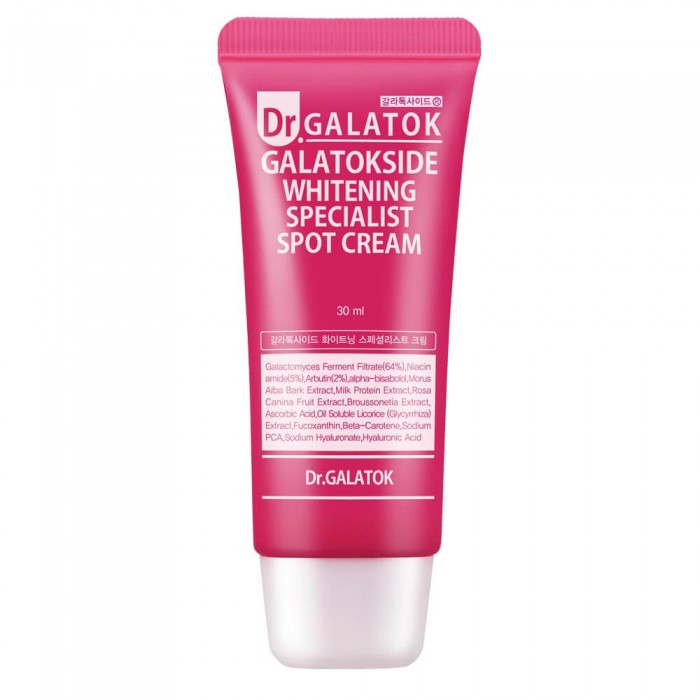 갈라톡사이드
Dr.GALATOK
GALATOKSIDE
WHITENING
SPECIALIST
SPOT CREAM
30 ml
갈라톡사이드 화이트닝 스페셜리스트 크림
Galactomyces Ferment Filtrate(64%),Niacin
amide(5%),Arbutin(2%),alpha-bisabolol,Morus
Alba Bark Extract,Milk Protein Extract,Rosa
Canina Fruit Extract,Broussonetia Extract,
Ascorbic Acid,Oil Soluble Licorice (Glycyrrhiza)
Extract,Fucoxanthin,Beta-Carotene,Sodium
PCA,Sodium Hyaluronate,Hyaluronic Acid
Dr.GALATOK